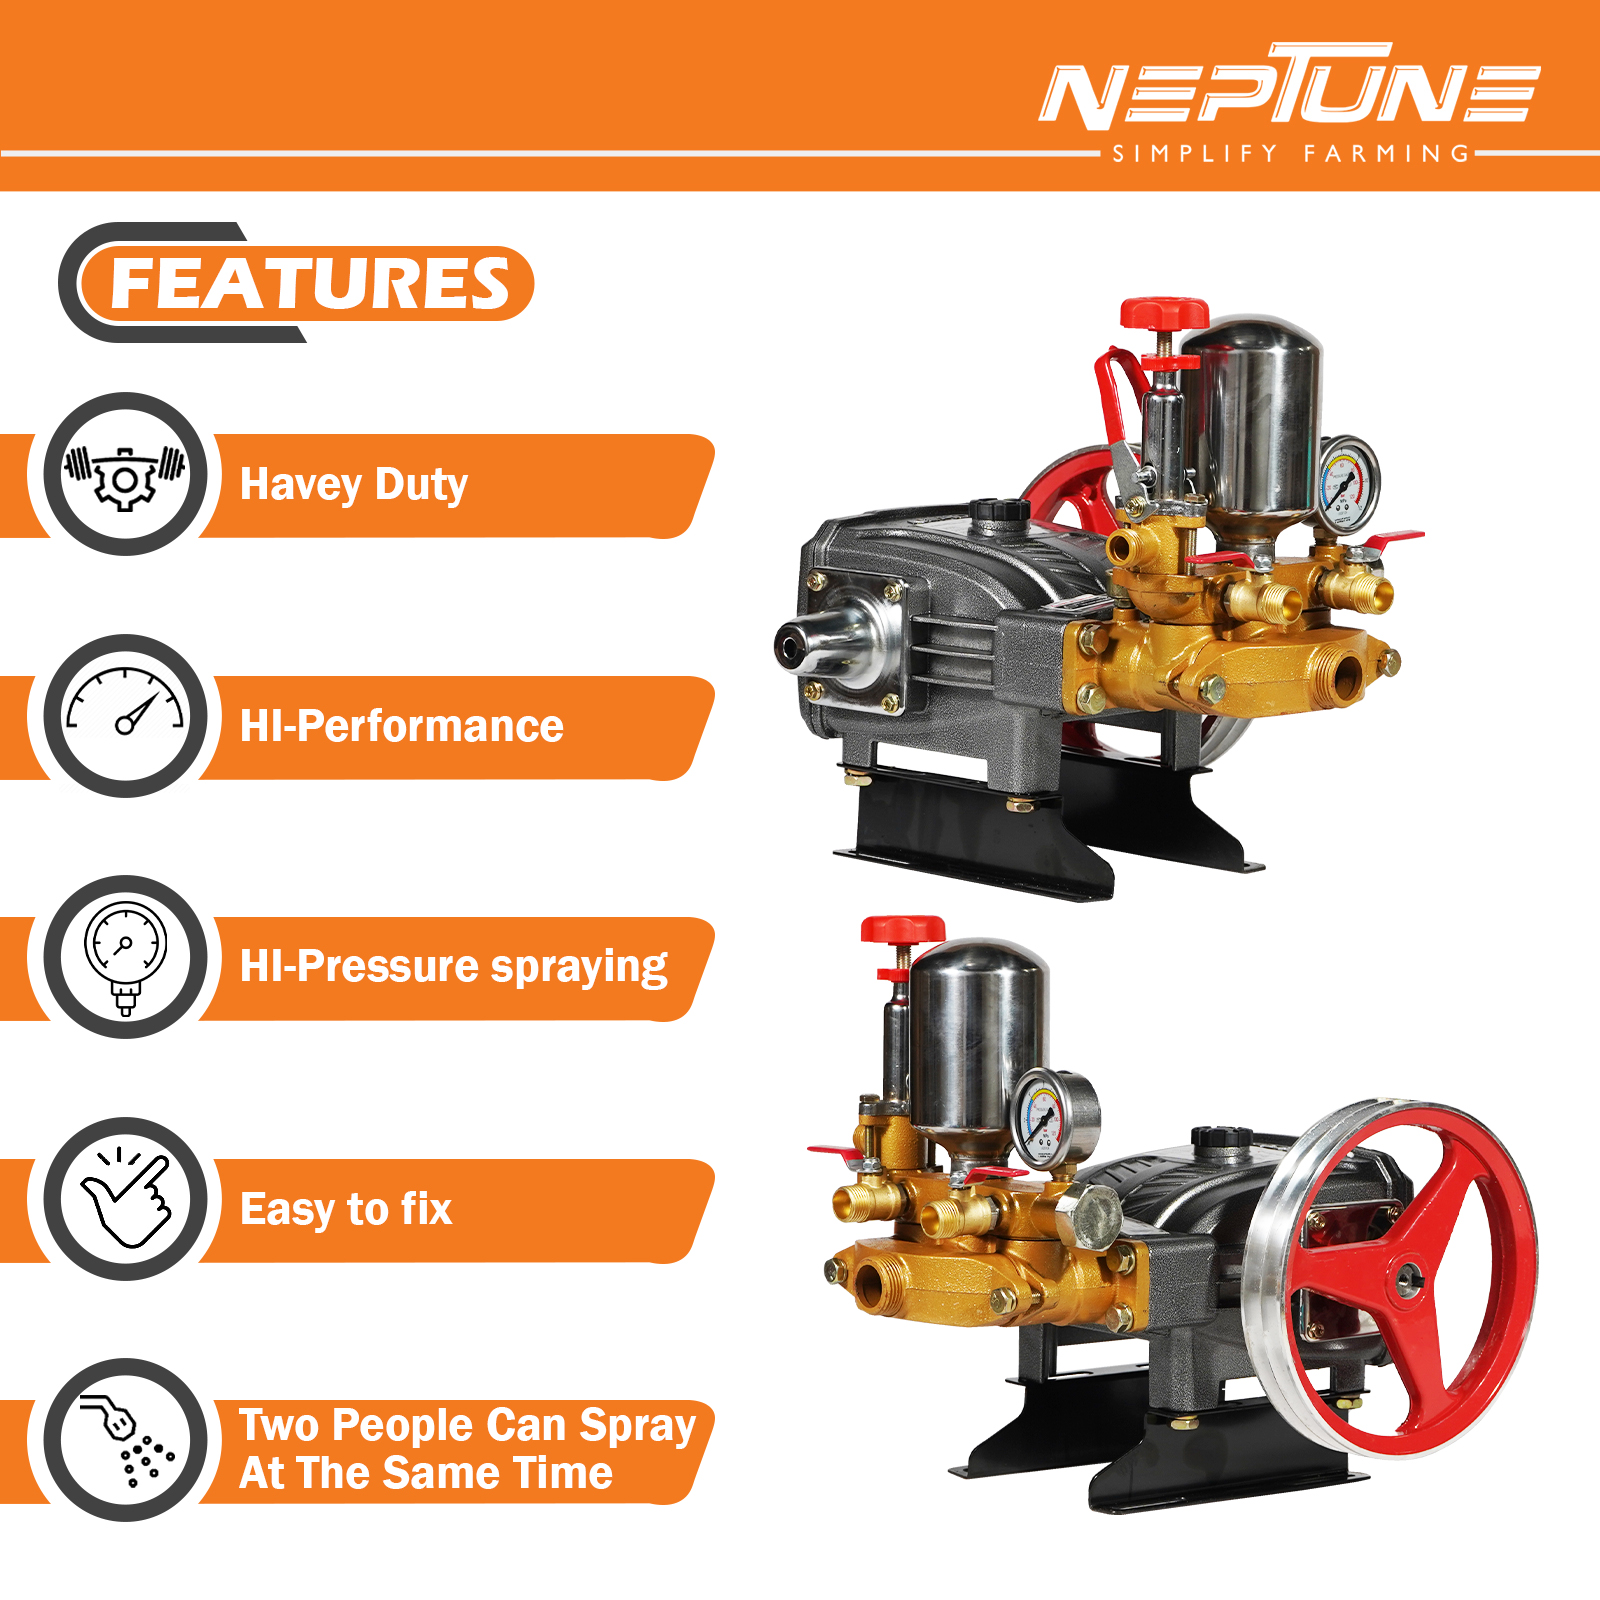 NEPTUNE
SIMPLIFY FARMING
FEATURES
Havey Duty
HI-Performance
HI-Pressure spraying
Easy to fix
Two People Can Spray
At The Same Time